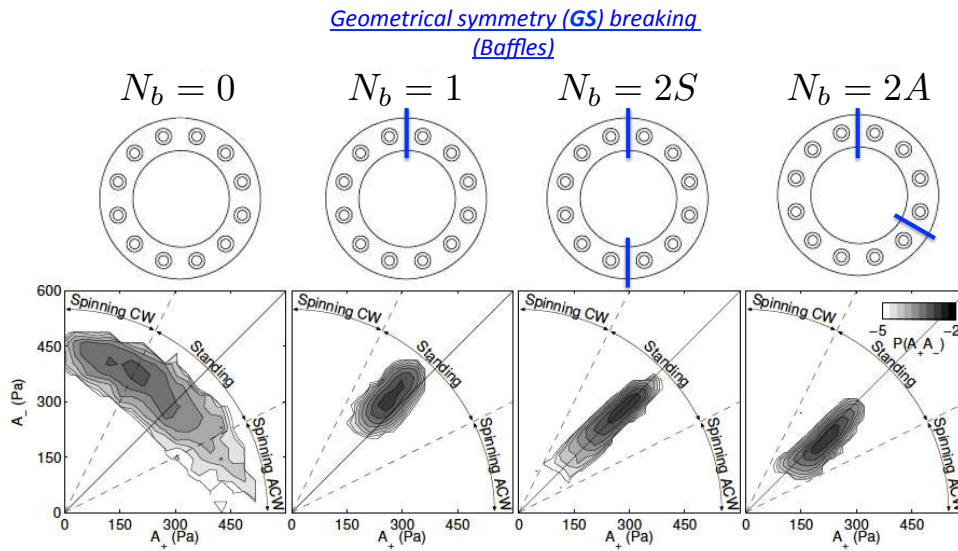 Geometrical symmetry (GS) breaking
(Baffles)
N_b = 0
N_b = 1
N_b = 2S
N_b = 2A
600
450
300
150
0
A_- (Pa)
Spinning CW
Standing
Spinning ACW
0 150 300 450
A_+ (Pa)
Spinning CW
Standing
Spinning ACW
0 150 300 450
A_+ (Pa)
Spinning CW
Standing
Spinning ACW
0 150 300 450
A_+ (Pa)
Spinning CW
Standing
Spinning ACW
−5 −2
P(A_+ A_-)
0 150 300 450
A_+ (Pa)